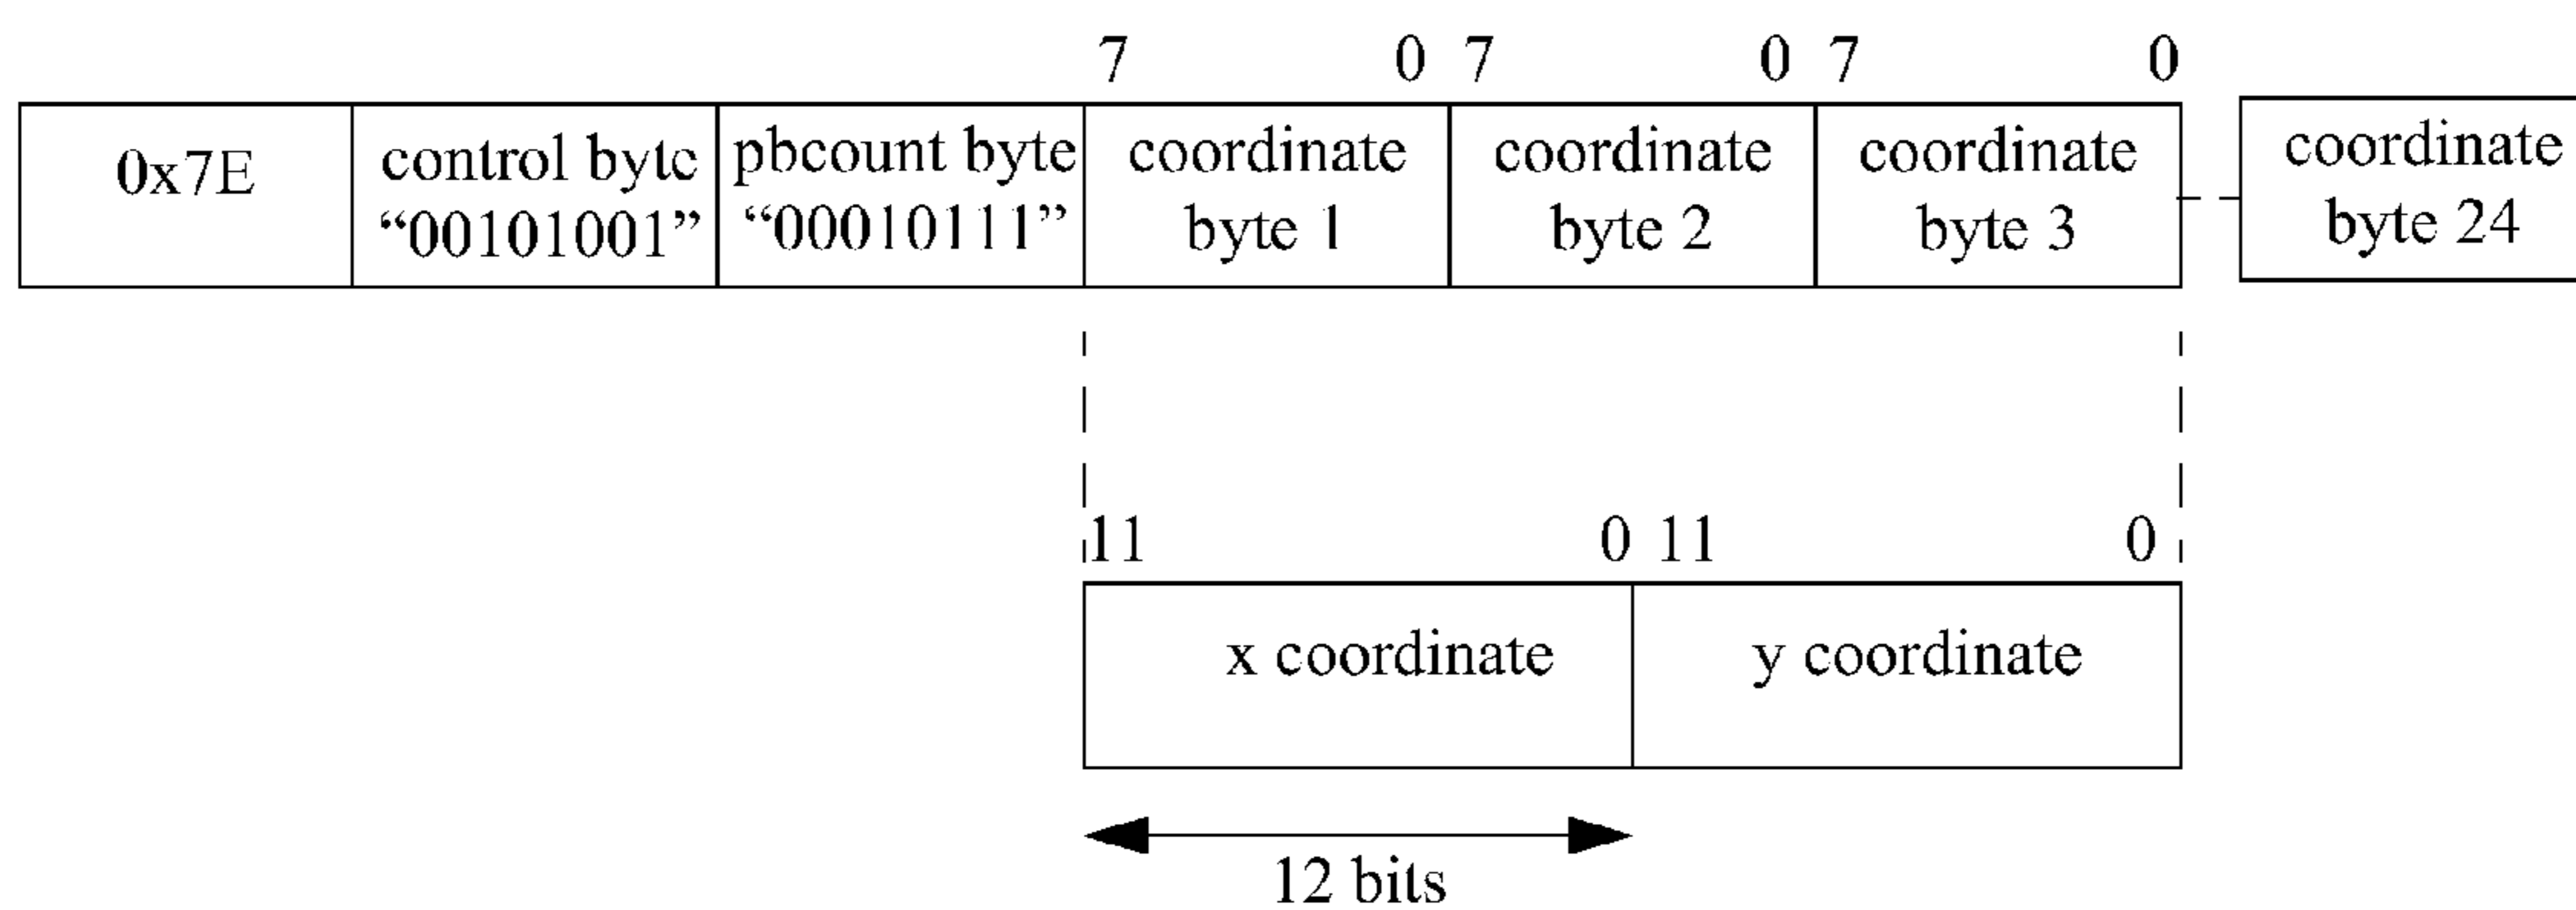 7 0 7 0 7 0
0x7E
control byte
“00101001”
pbcount byte
“00010111”
coordinate
byte 1
coordinate
byte 2
coordinate
byte 3
coordinate
byte 24
11 0 11 0
x coordinate
y coordinate
12 bits